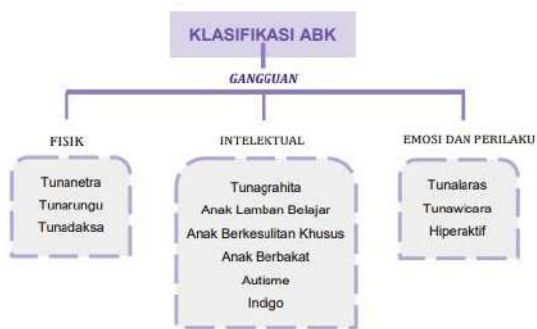 KLASIFIKASI ABK
GANGGUAN
FISIK
Tunanetra
Tunarungu
Tunadaksa
INTELEKTUAL
Tunagrahita
Anak Lamban Belajar
Anak Berkesulitan Khusus
Anak Berbakat
Autisme
Indigo
EMOSI DAN PERILAKU
Tunalaras
Tunawicara
Hiperaktif